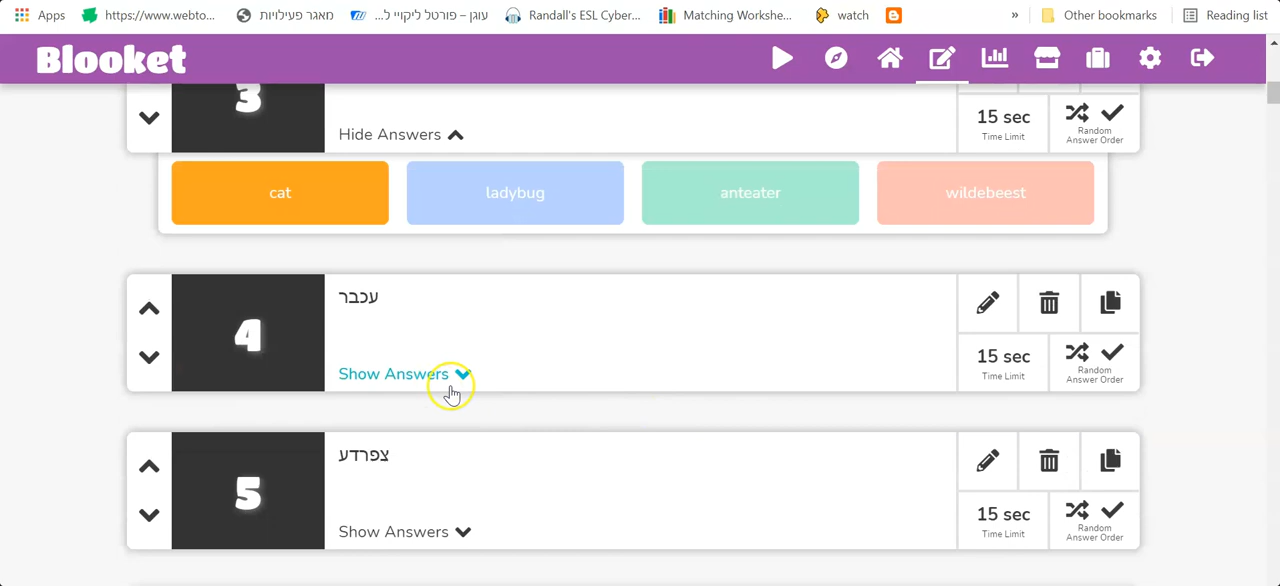 Apps
https://www.webto...
מאגר פעילויות
עוגן – פורטל ליקויי ל...
Randall's ESL Cyber...
Matching Workshe...
watch
»
Other bookmarks
Reading list
Blooket
3
Hide Answers
15 sec
Time Limit
Random
Answer Order
cat
ladybug
anteater
wildebeest
4
עכבר
Show Answers
15 sec
Time Limit
Random
Answer Order
5
צפרדע
Show Answers
15 sec
Time Limit
Random
Answer Order